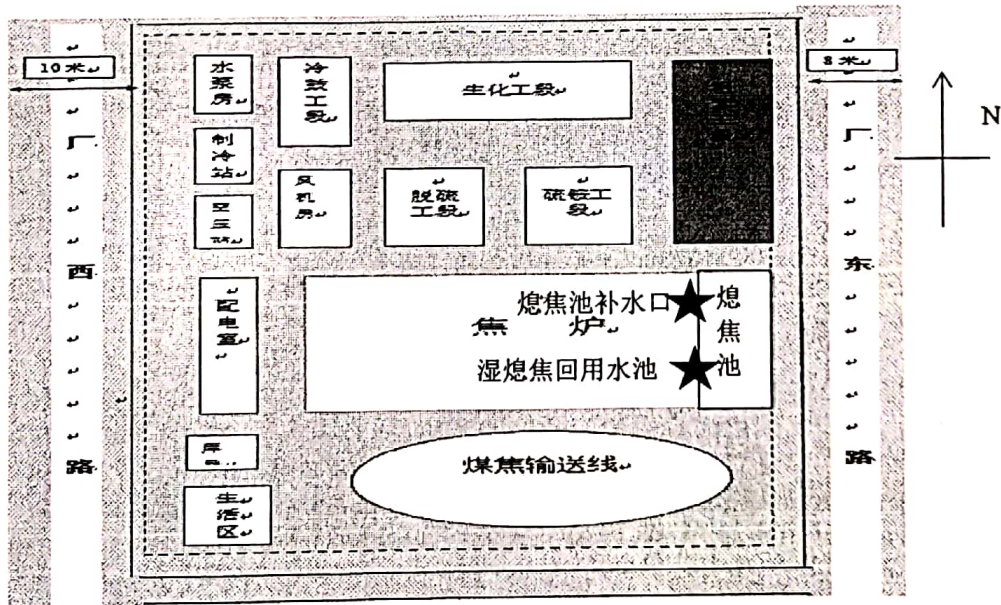 10米
8米
N
水泵房
冷鼓工段
生化工段
制冷站
风机房
脱硫
工段
硫铵工
段
厂西路
厂东路
配电室
熄焦池补水口
焦炉
湿熄焦回用水池
熄焦池
煤焦输送线
生活区